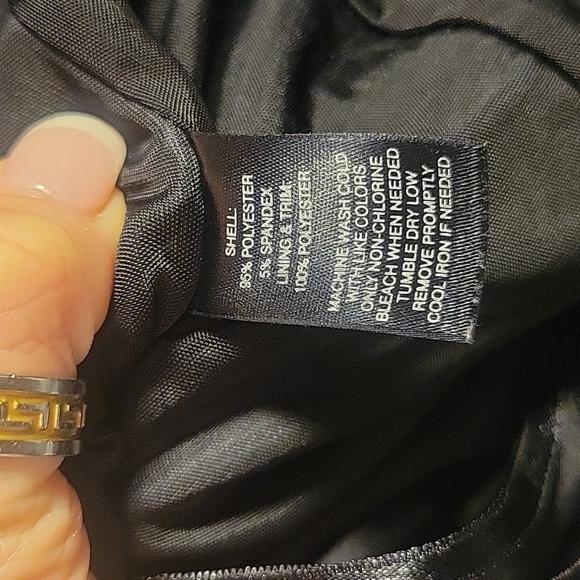 SHELL:
95% POLYESTER
5% SPANDEX
LINING & TRIM:
100% POLYESTER
MACHINE WASH COLD
WITH LIKE COLORS
ONLY NON-CHLORINE
BLEACH WHEN NEEDED
TUMBLE DRY LOW
REMOVE PROMPTLY
COOL IRON IF NEEDED